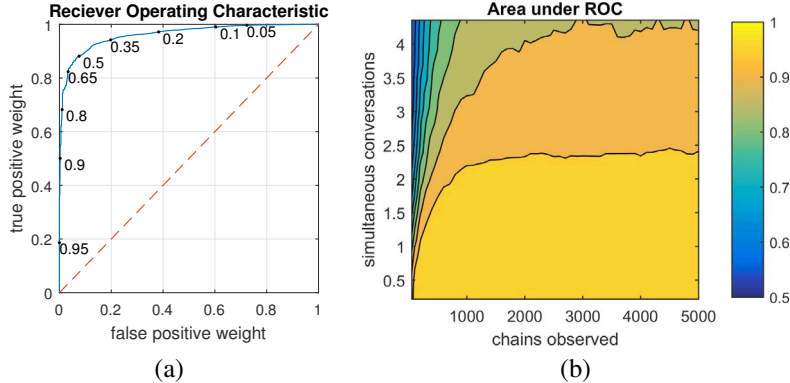 Reciever Operating Characteristic
1
0.8
0.6
0.4
0.2
0
0 0.2 0.4 0.6 0.8 1
true positive weight
false positive weight
0.05
0.1
0.2
0.35
0.5
0.65
0.8
0.9
0.95
(a)
Area under ROC
4
3.5
3
2.5
2
1.5
1
0.5
1000 2000 3000 4000 5000
simultaneous conversations
chains observed
1
0.9
0.8
0.7
0.6
0.5
(b)